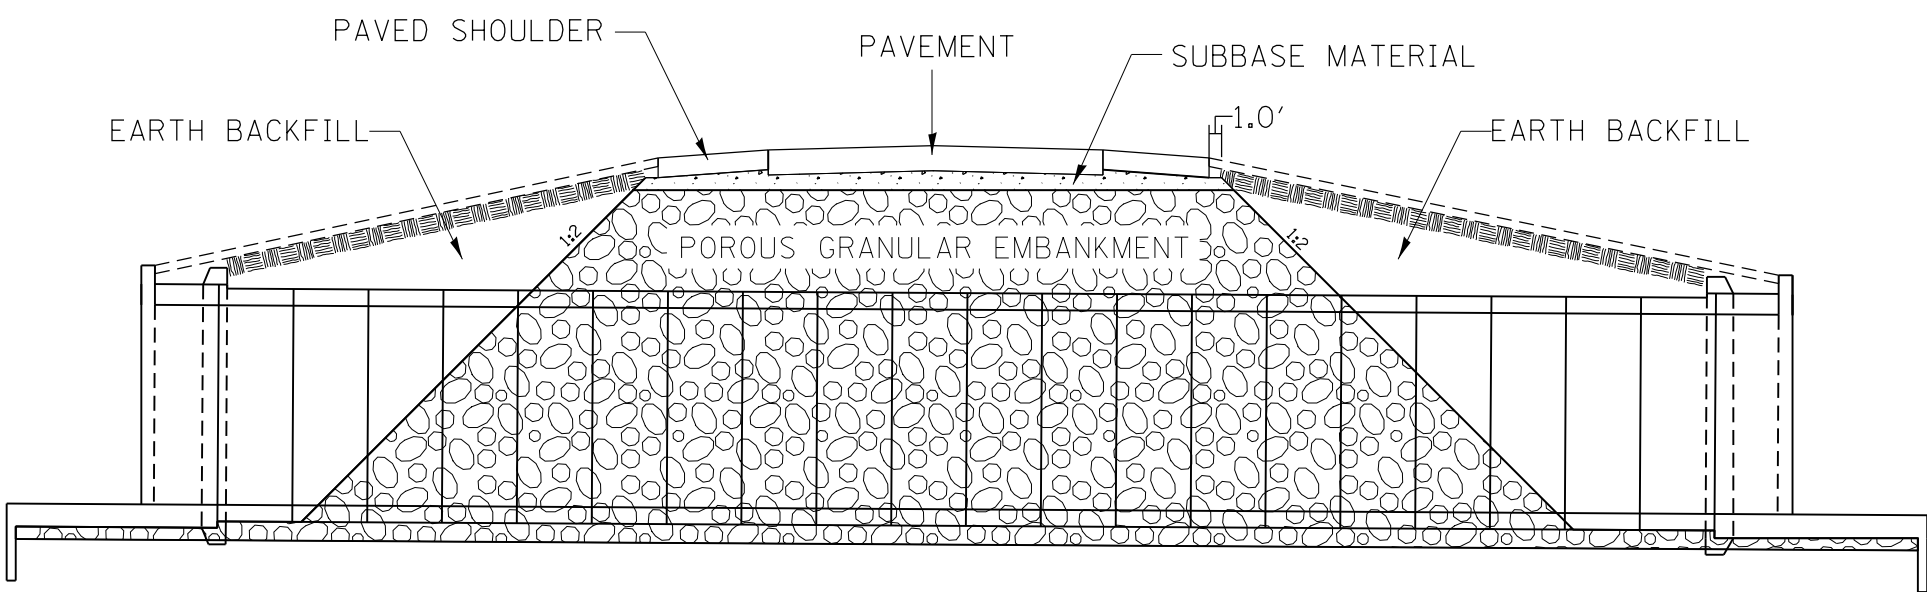 PAVED SHOULDER
PAVEMENT
SUBBASE MATERIAL
EARTH BACKFILL
1.0'
EARTH BACKFILL
1:2
1:2
POROUS GRANULAR EMBANKMENT